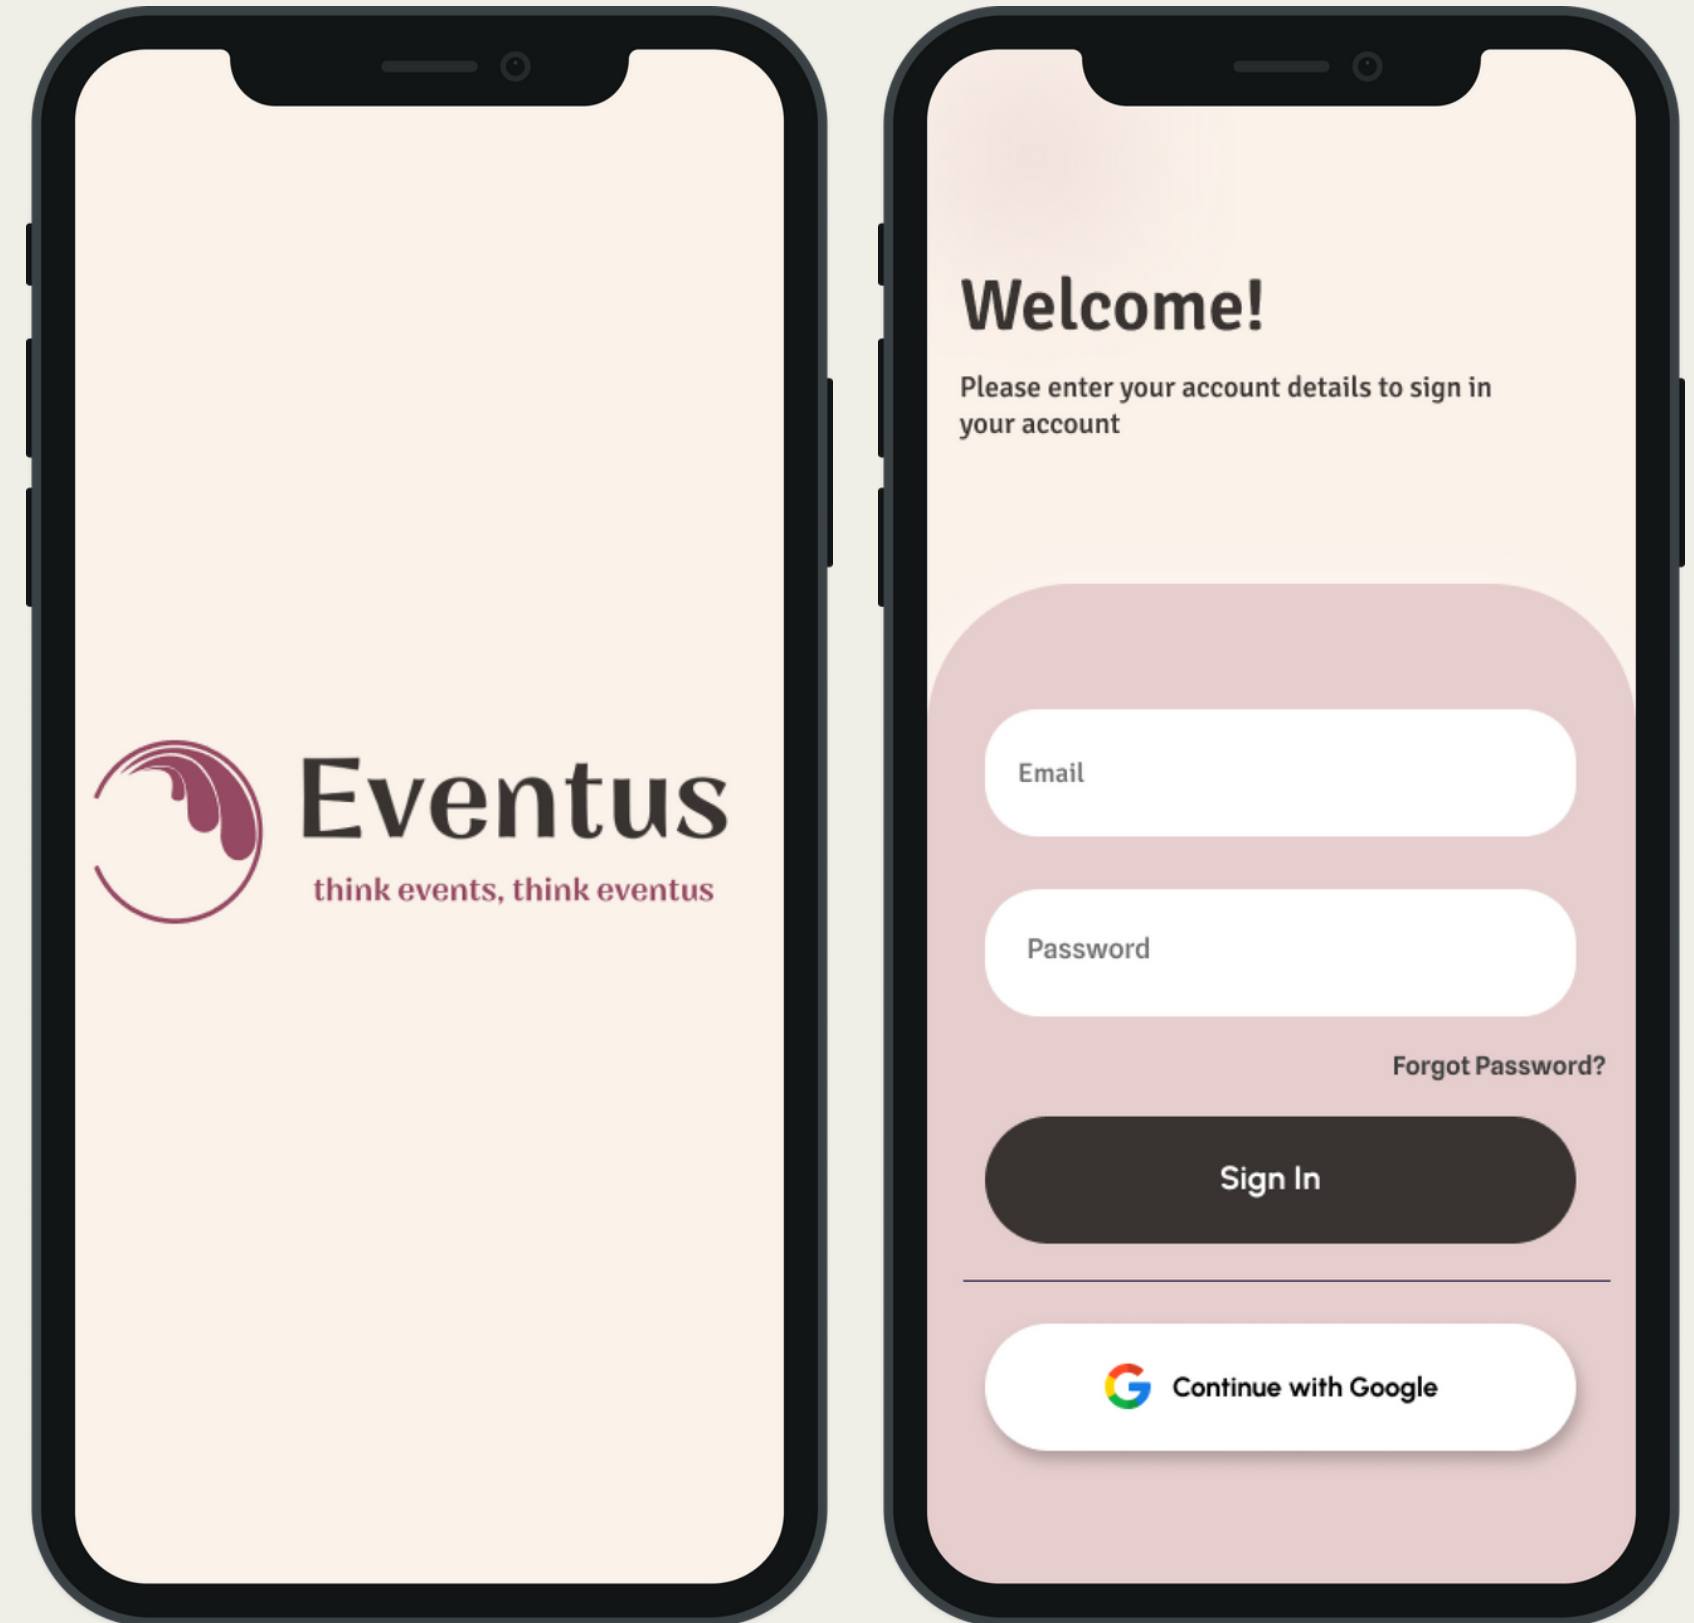 Eventus
think events, think eventus
Welcome!
Please enter your account details to sign in
your account
Email
Password
Forgot Password?
Sign In
Continue with Google